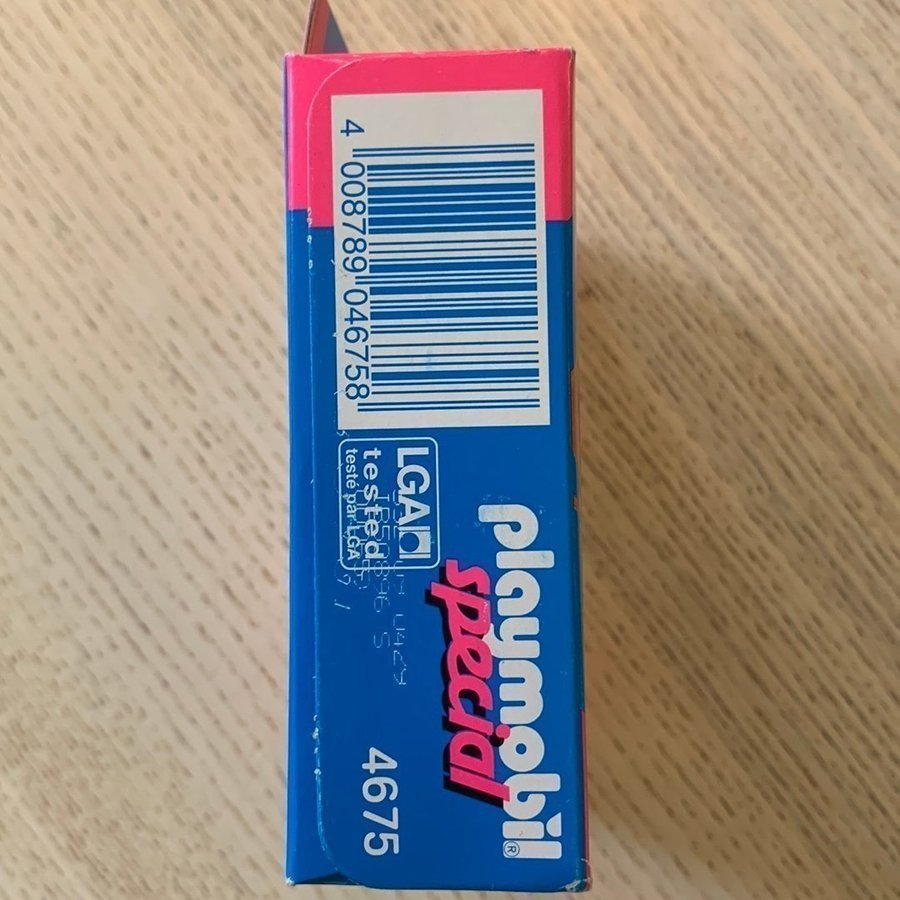 4 008789 046758
LGA
tested
testé par LGA
playmobil®
special
4675